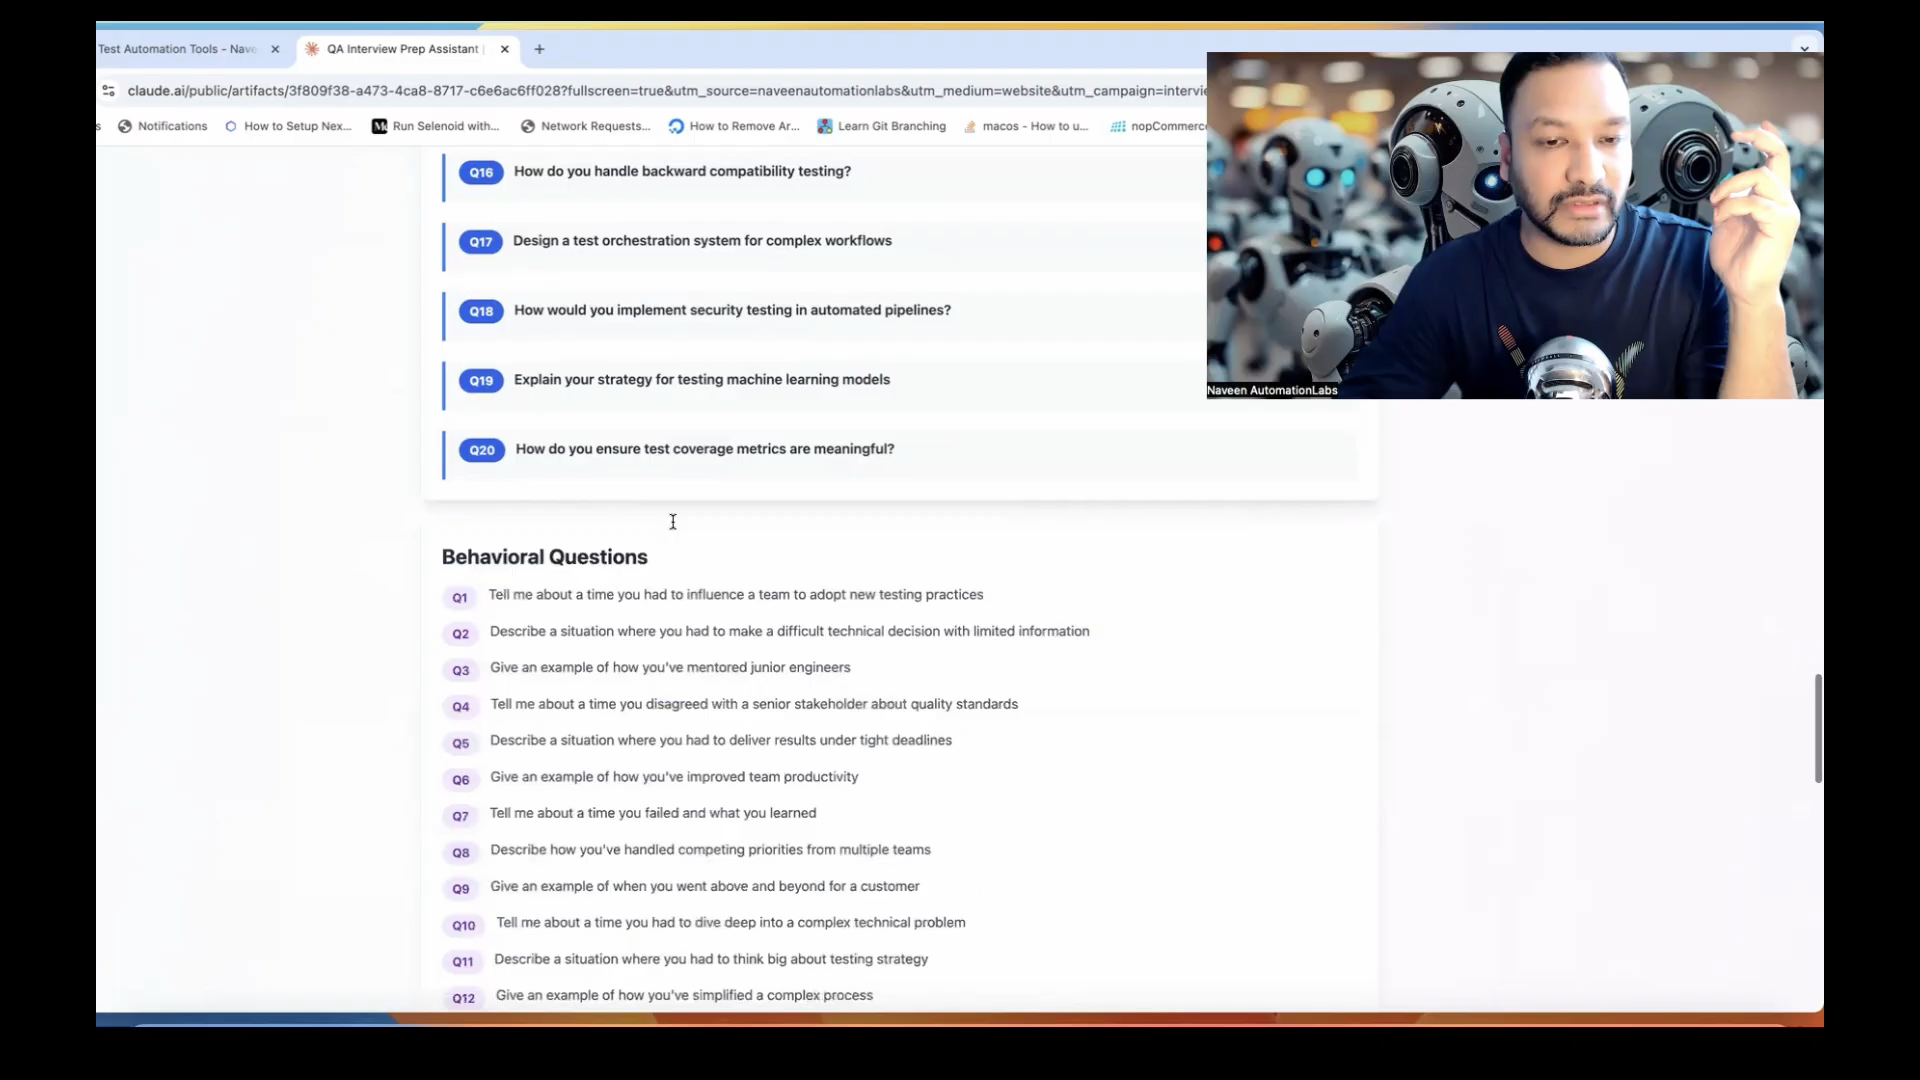 Test Automation Tools - Nave
QA Interview Prep Assistant
claude.ai/public/artifacts/3f809f38-a473-4ca8-8717-c6e6ac6ff028?fullscreen=true&utm_source=naveenautomationlabs&utm_medium=website&utm_campaign=intervi
s Notifications How to Setup Nex... Run Selenoid with... Network Requests... How to Remove Ar... Learn Git Branching macos - How to u... nopCommerc
Q16 How do you handle backward compatibility testing?
Q17 Design a test orchestration system for complex workflows
Q18 How would you implement security testing in automated pipelines?
Q19 Explain your strategy for testing machine learning models
Naveen AutomationLabs
Q20 How do you ensure test coverage metrics are meaningful?
Behavioral Questions
Q1 Tell me about a time you had to influence a team to adopt new testing practices
Q2 Describe a situation where you had to make a difficult technical decision with limited information
Q3 Give an example of how you've mentored junior engineers
Q4 Tell me about a time you disagreed with a senior stakeholder about quality standards
Q5 Describe a situation where you had to deliver results under tight deadlines
Q6 Give an example of how you've improved team productivity
Q7 Tell me about a time you failed and what you learned
Q8 Describe how you've handled competing priorities from multiple teams
Q9 Give an example of when you went above and beyond for a customer
Q10 Tell me about a time you had to dive deep into a complex technical problem
Q11 Describe a situation where you had to think big about testing strategy
Q12 Give an example of how you've simplified a complex process